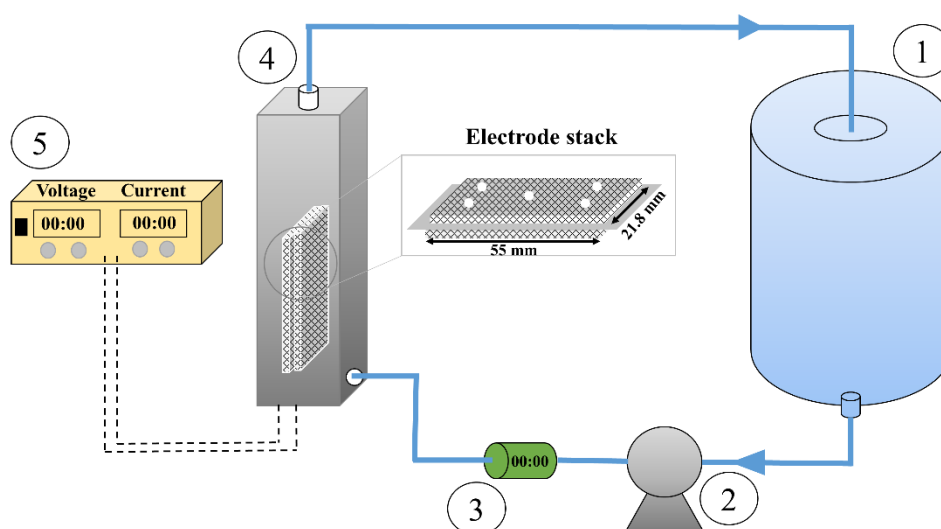 1
4
5
Electrode stack
Voltage Current
00:00 00:00
21.8 mm
55 mm
00:00
3
2